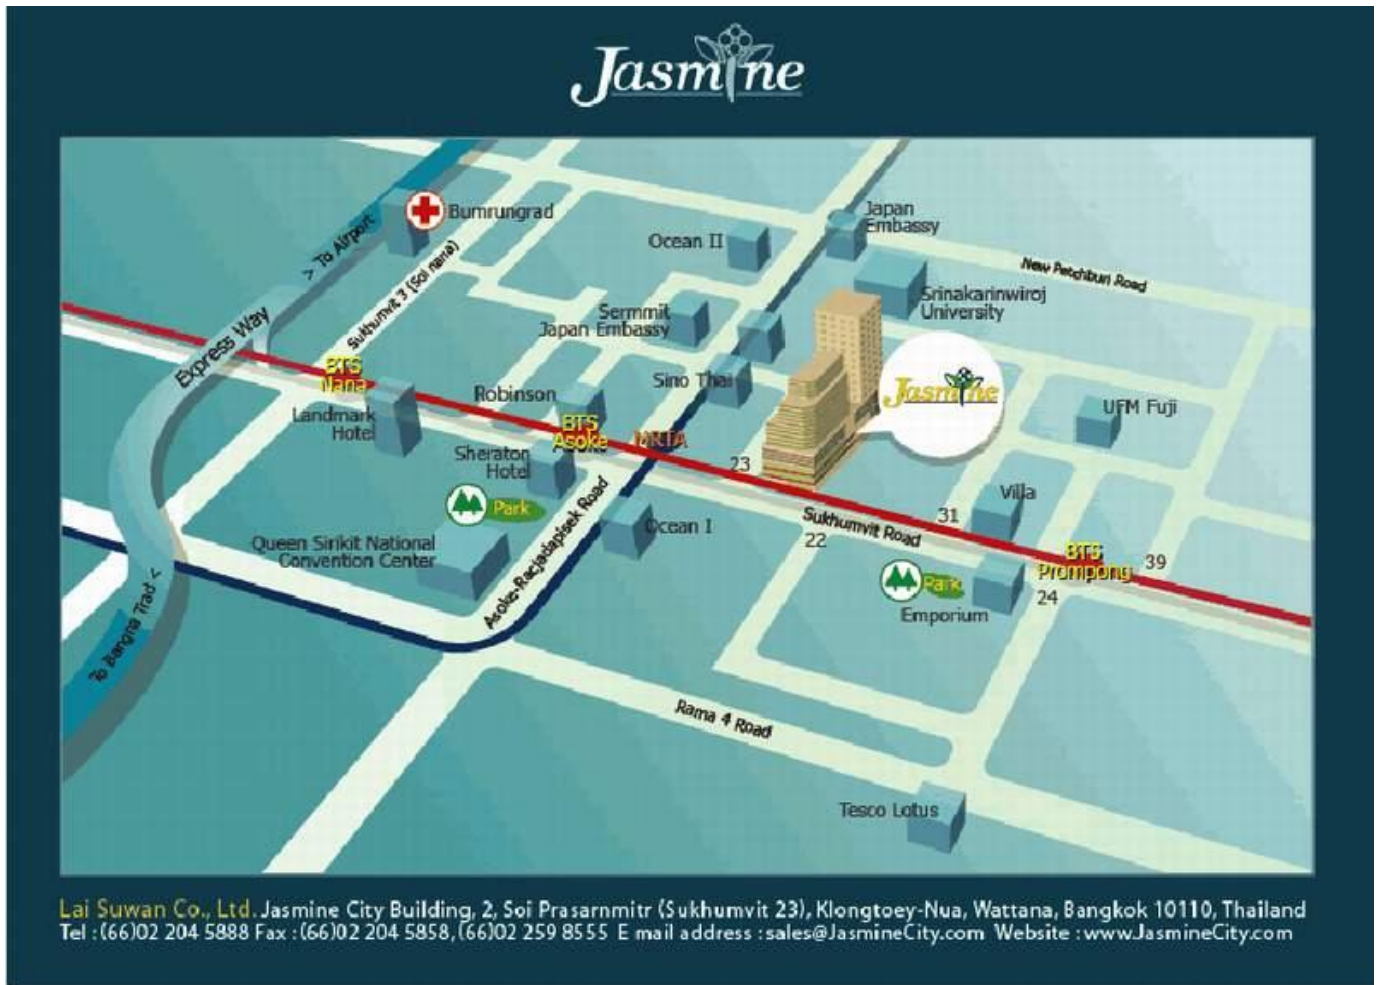 Jasmine
Bumrungrad
> To Airport
Sukhumvit 3 (Soi nana)
Express Way
Japan
Embassy
Ocean II
New Petchburi Road
Srinakarinwiroj
University
Sermmit
Japan Embassy
BTS
Nana
Sino Thai
Robinson
Jasmine
Landmark
Hotel
UFM Fuji
BTS
Asoke
MRTA
Sheraton
Hotel
23
Park
Villa
Asoke-Racjadapisek Road
Ocean I
Sukhumvit Road
31
22
Queen Sirikit National
Convention Center
BTS
Prompong
39
Park
24
Emporium
To Bangna Trad <
Rama 4 Road
Tesco Lotus
Lai Suwan Co., Ltd. Jasmine City Building, 2, Soi Prasarnmitr (Sukhumvit 23), Klongtoey-Nua, Wattana, Bangkok 10110, Thailand
Tel :(66)02 204 5888 Fax :(66)02 204 5858, (66)02 259 8555 E mail address :sales@JasmineCity.com Website :www.JasmineCity.com